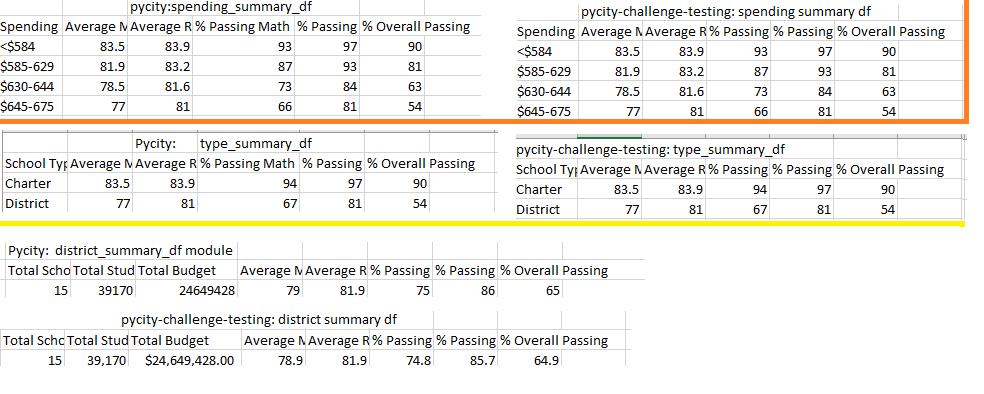 pycity:spending_summary_df
Spending Average M Average R % Passing Math % Passing % Overall Passing
<$584 83.5 83.9 93 97 90
$585-629 81.9 83.2 87 93 81
$630-644 78.5 81.6 73 84 63
$645-675 77 81 66 81 54
pycity-challenge-testing: spending summary df
Spending Average M Average R % Passing % Passing % Overall Passing
<$584 83.5 83.9 93 97 90
$585-629 81.9 83.2 87 93 81
$630-644 78.5 81.6 73 84 63
$645-675 77 81 66 81 54
Pycity: type_summary_df
School Typ Average M Average R % Passing Math % Passing % Overall Passing
Charter 83.5 83.9 94 97 90
District 77 81 67 81 54
pycity-challenge-testing: type_summary_df
School Typ Average M Average R % Passing % Passing % Overall Passing
Charter 83.5 83.9 94 97 90
District 77 81 67 81 54
Pycity: district_summary_df module
Total Scho Total Stud Total Budget Average M Average R % Passing % Passing % Overall Passing
15 39170 24649428 79 81.9 75 86 65
pycity-challenge-testing: district summary df
Total Scho Total Stud Total Budget Average M Average R % Passing % Passing % Overall Passing
15 39,170 $24,649,428.00 78.9 81.9 74.8 85.7 64.9